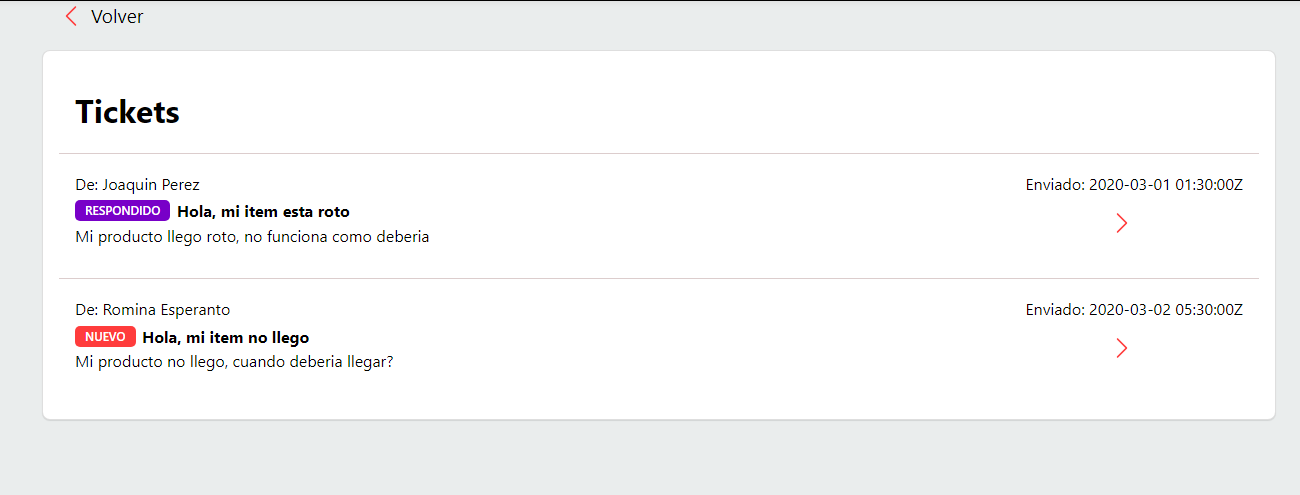 Volver
Tickets
De: Joaquin Perez
Enviado: 2020-03-01 01:30:00Z
RESPONDIDO Hola, mi item esta roto
Mi producto llego roto, no funciona como deberia
De: Romina Esperanto
Enviado: 2020-03-02 05:30:00Z
NUEVO Hola, mi item no llego
Mi producto no llego, cuando deberia llegar?